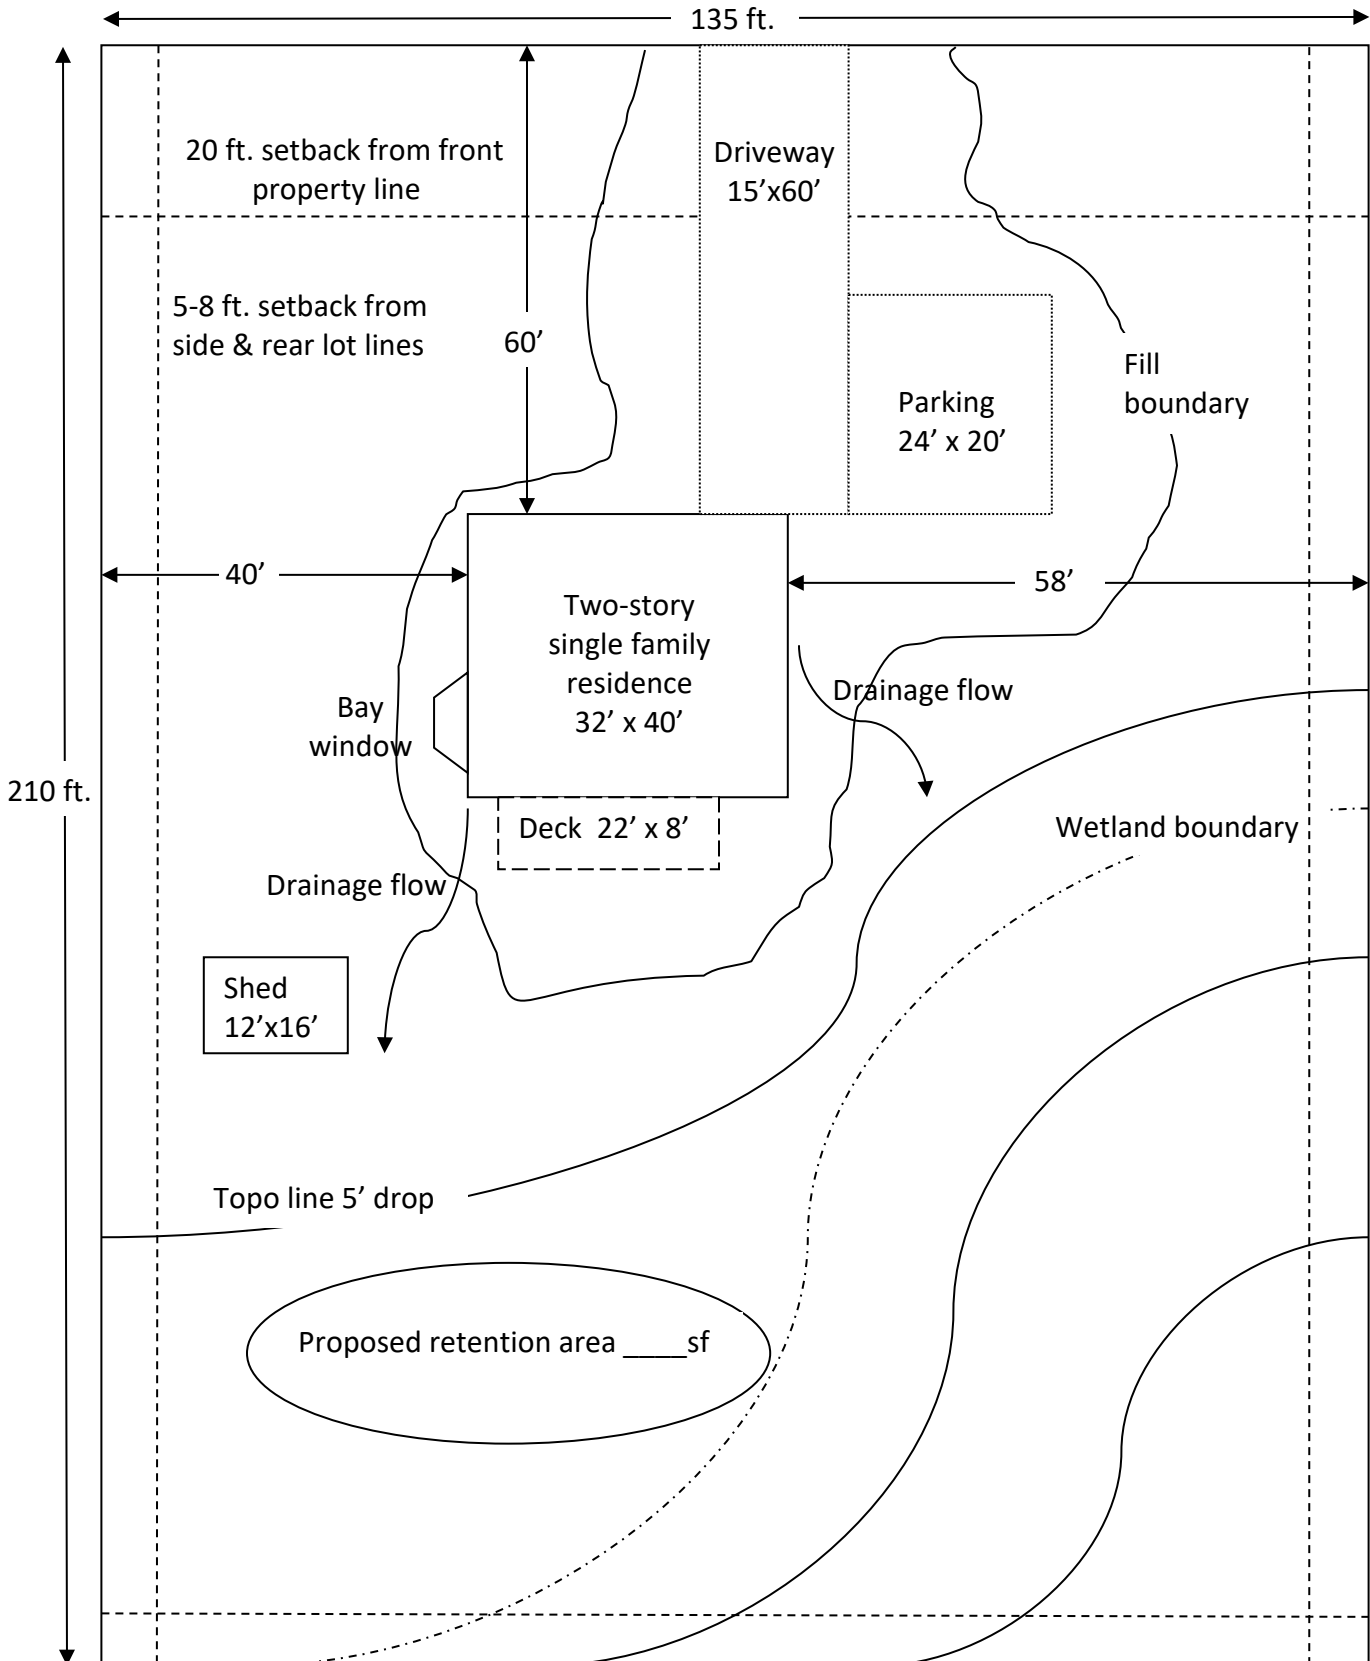 135 ft.
20 ft. setback from front
property line
Driveway
15’x60’
5-8 ft. setback from
side & rear lot lines
60’
Fill
boundary
Parking
24’ x 20’
40’
58’
Two-story
single family
residence
32’ x 40’
Drainage flow
Bay
window
210 ft.
Deck 22’ x 8’
Wetland boundary
Drainage flow
Shed
12’x16’
Topo line 5’ drop
Proposed retention area ____sf